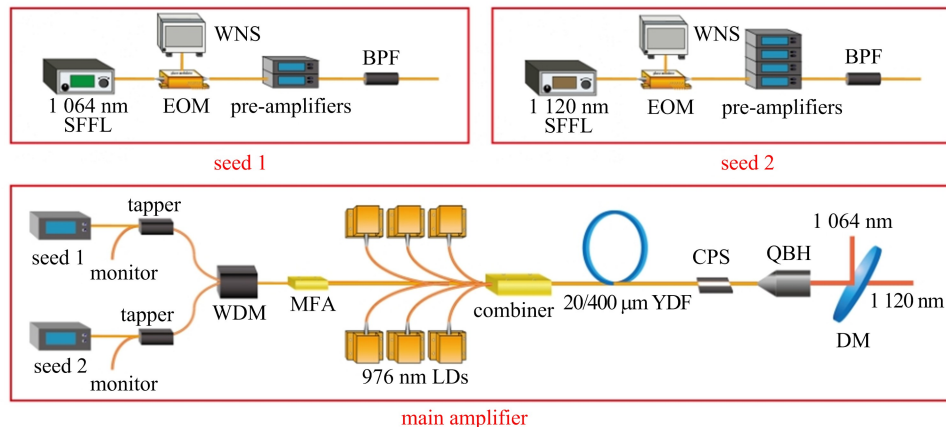 WNS
BPF
1 064 nm
SFFL
EOM
pre-amplifiers
seed 1
WNS
BPF
1 120 nm
SFFL
EOM
pre-amplifiers
seed 2
tapper
seed 1
monitor
tapper
seed 2
monitor
WDM
MFA
976 nm LDs
combiner
20/400 μm YDF
CPS
QBH
1 064 nm
1 120 nm
DM
main amplifier